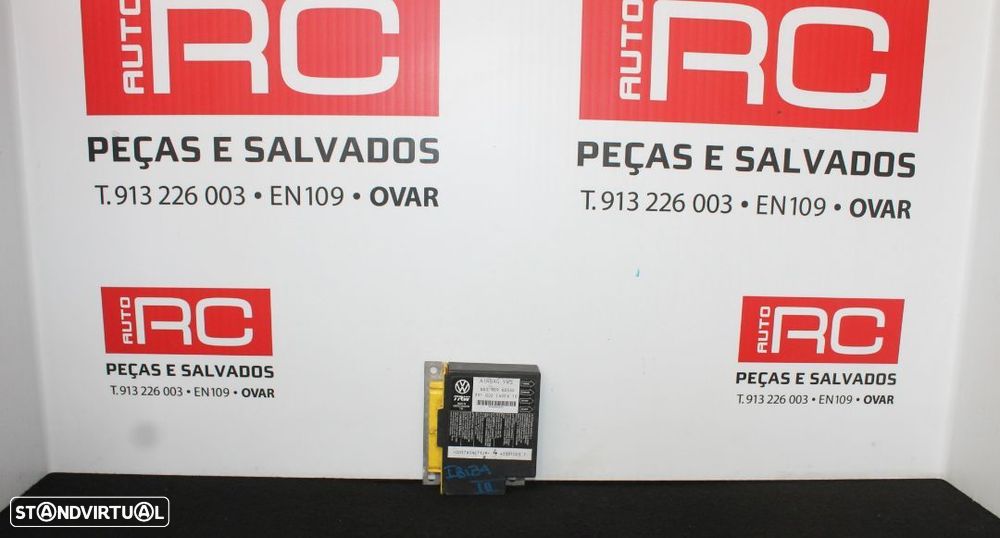 AUTO RC
PEÇAS E SALVADOS
T. 913 226 003 • EN109 • OVAR
AUTO RC
PEÇAS E SALVADOS
T. 913 226 003 • EN109 • OVAR
AUTO RC
PEÇAS E SALVADOS
T. 913 226 003 • EN109 • OVAR
AUTO RC
PEÇAS E SALVADOS
T. 913 226 003 • EN109 • OVAR
AIRBAG VW5
TRW
4
IBIZA
STANDVIRTUAL